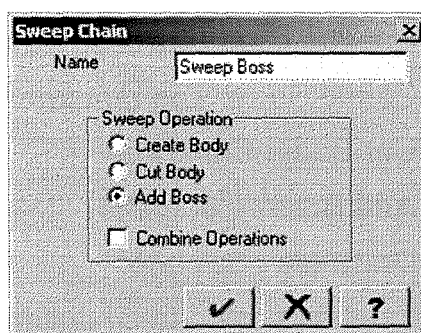 Sweep Chain
Name Sweep Boss
Sweep Operation
Create Body
Cut Body
Add Boss
Combine Operations
?